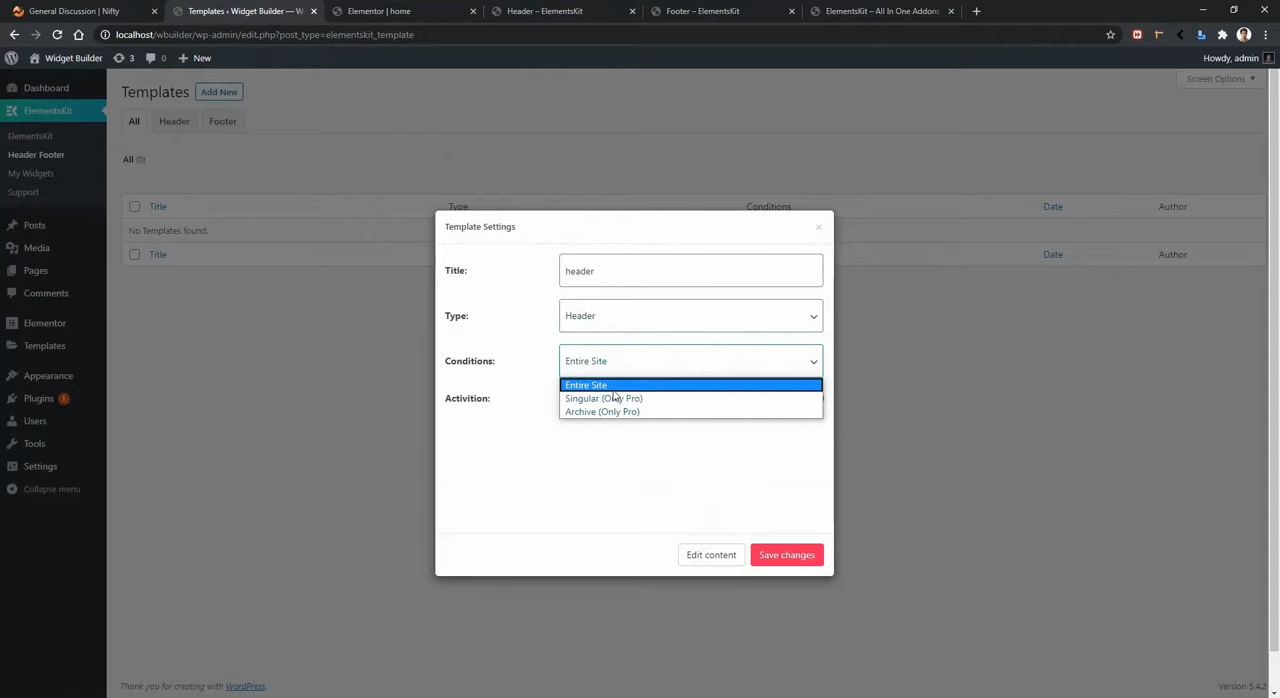 General Discussion | Nifty
Templates ‹ Widget Builder — W
Elementor | home
Header – ElementsKit
Footer – ElementsKit
ElementsKit – All In One Addons
localhost/wbuilder/wp-admin/edit.php?post_type=elementskit_template
Widget Builder
3
0
New
Howdy, admin
Dashboard
ElementsKit
ElementsKit
Header Footer
My Widgets
Support
Posts
Media
Pages
Comments
Elementor
Templates
Appearance
Plugins 1
Users
Tools
Settings
Collapse menu
Templates
Add New
Screen Options
All
Header
Footer
All (0)
Title
Type
Conditions
Date
Author
No Templates found.
Title
Date
Author
Template Settings
Title:
header
Type:
Header
Conditions:
Entire Site
Entire Site
Singular (Only Pro)
Archive (Only Pro)
Activition:
Edit content
Save changes
Thank you for creating with WordPress.
Version 5.4.2